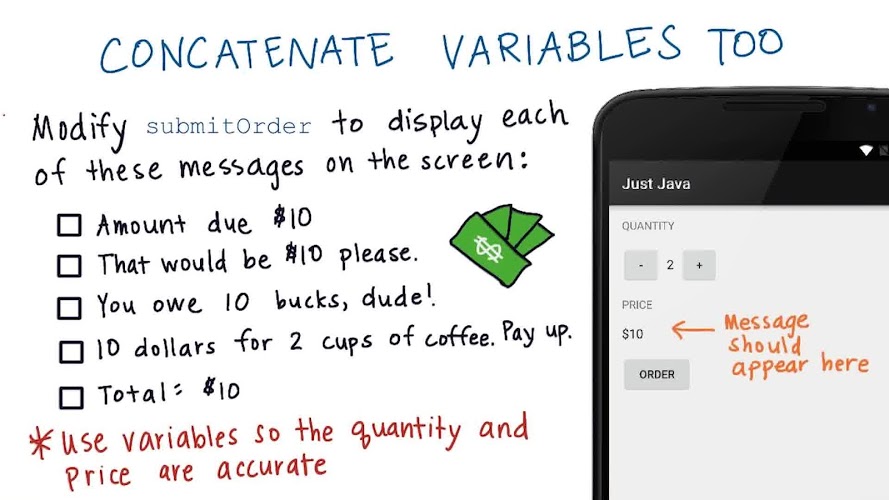 CONCATENATE VARIABLES TOO
Modify submitOrder to display each
of these messages on the screen:
Amount due $10
That would be $10 please.
You owe 10 bucks, dude!
10 dollars for 2 cups of coffee. Pay up.
Total: $10
* Use variables so the quantity and
price are accurate
Just Java
QUANTITY
- 2 +
PRICE
$10
Message
should
appear here
ORDER